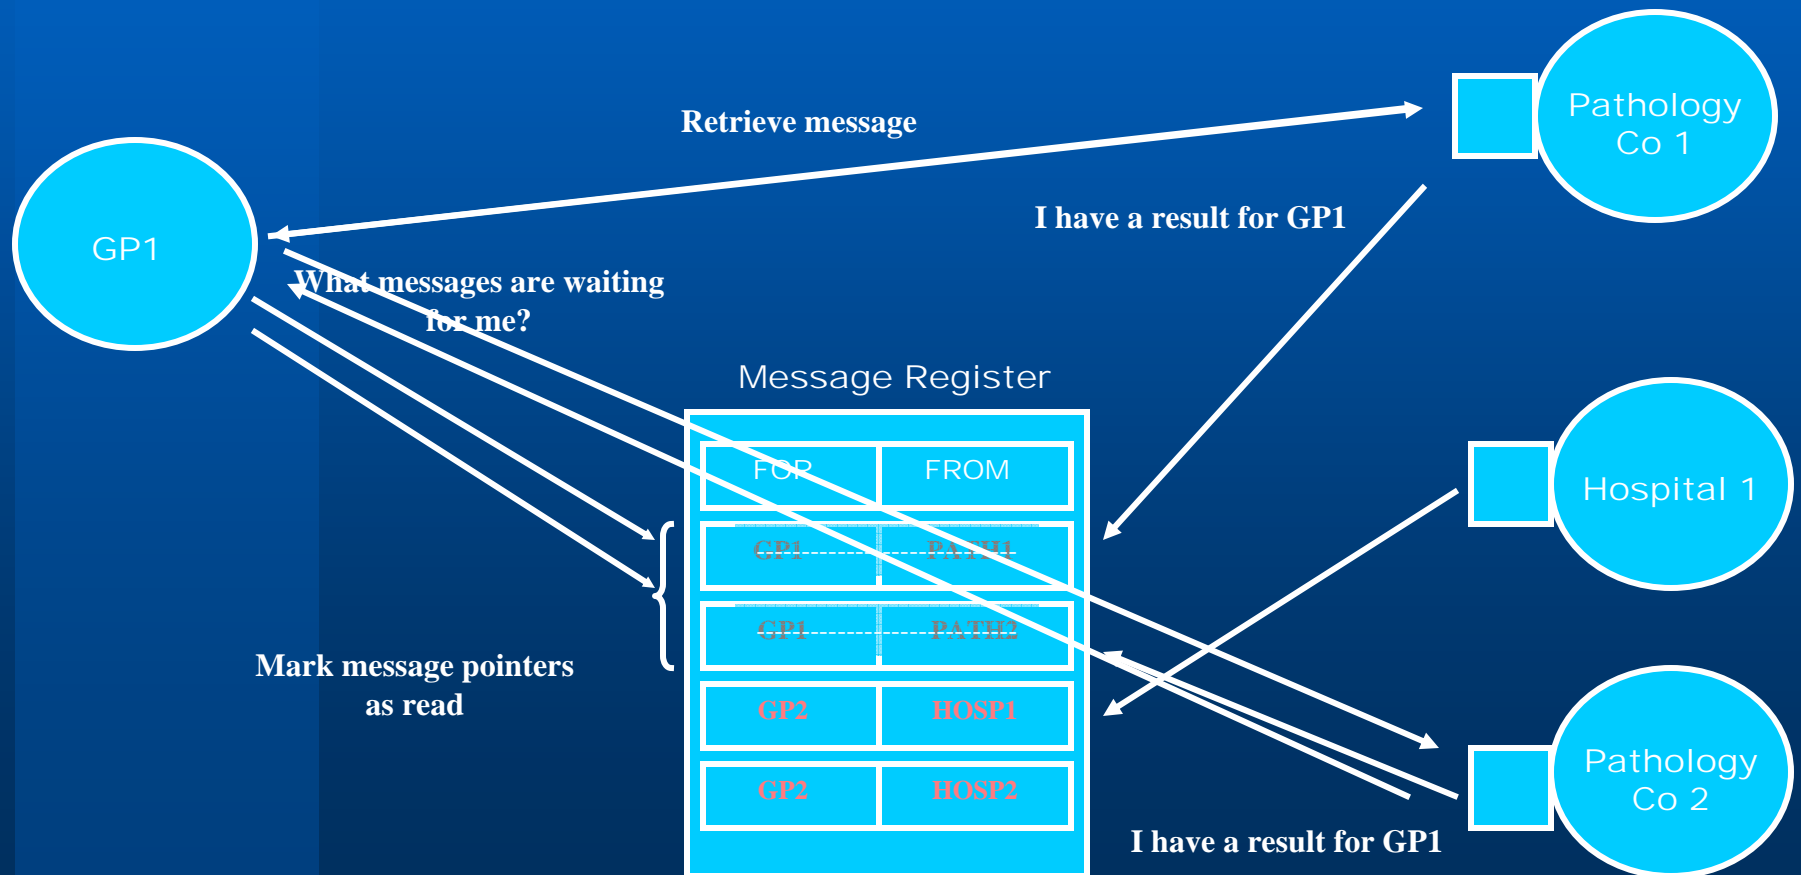 Pathology
Co 1
Retrieve message
I have a result for GP1
GP1
What messages are waiting
for me?
Message Register
FOR FROM
GP1 PATH1
GP1 PATH2
GP2 HOSP1
GP2 HOSP2
Hospital 1
Mark message pointers
as read
Pathology
Co 2
I have a result for GP1